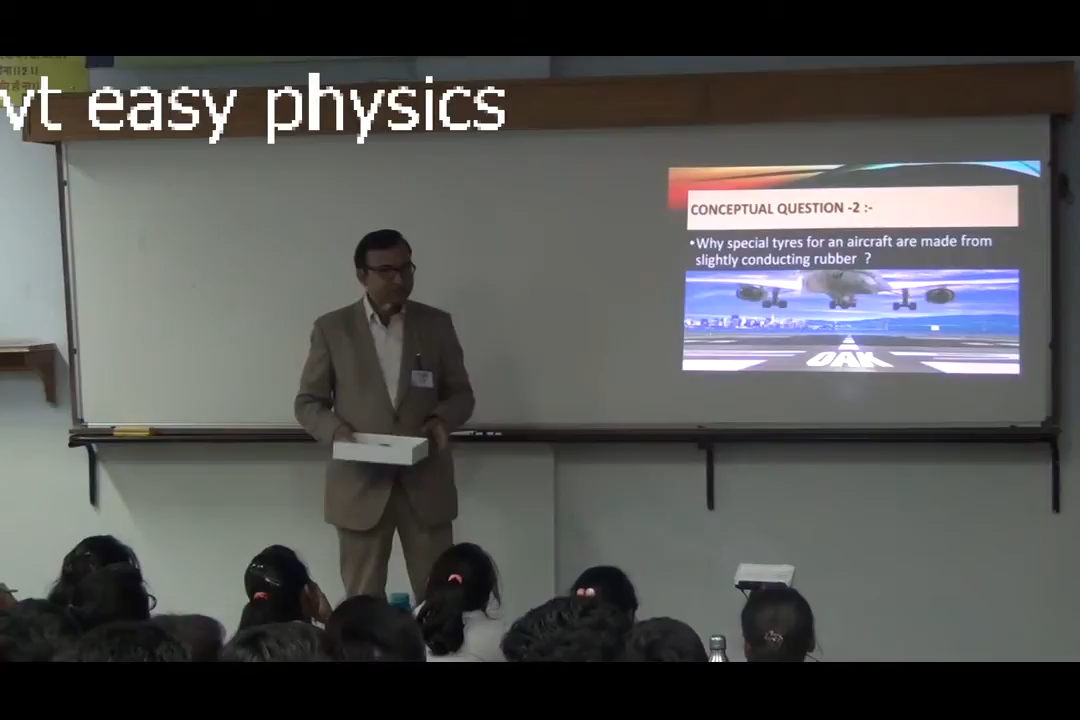 vt easy physics
CONCEPTUAL QUESTION -2 :-
•Why special tyres for an aircraft are made from
slightly conducting rubber ?
OAK